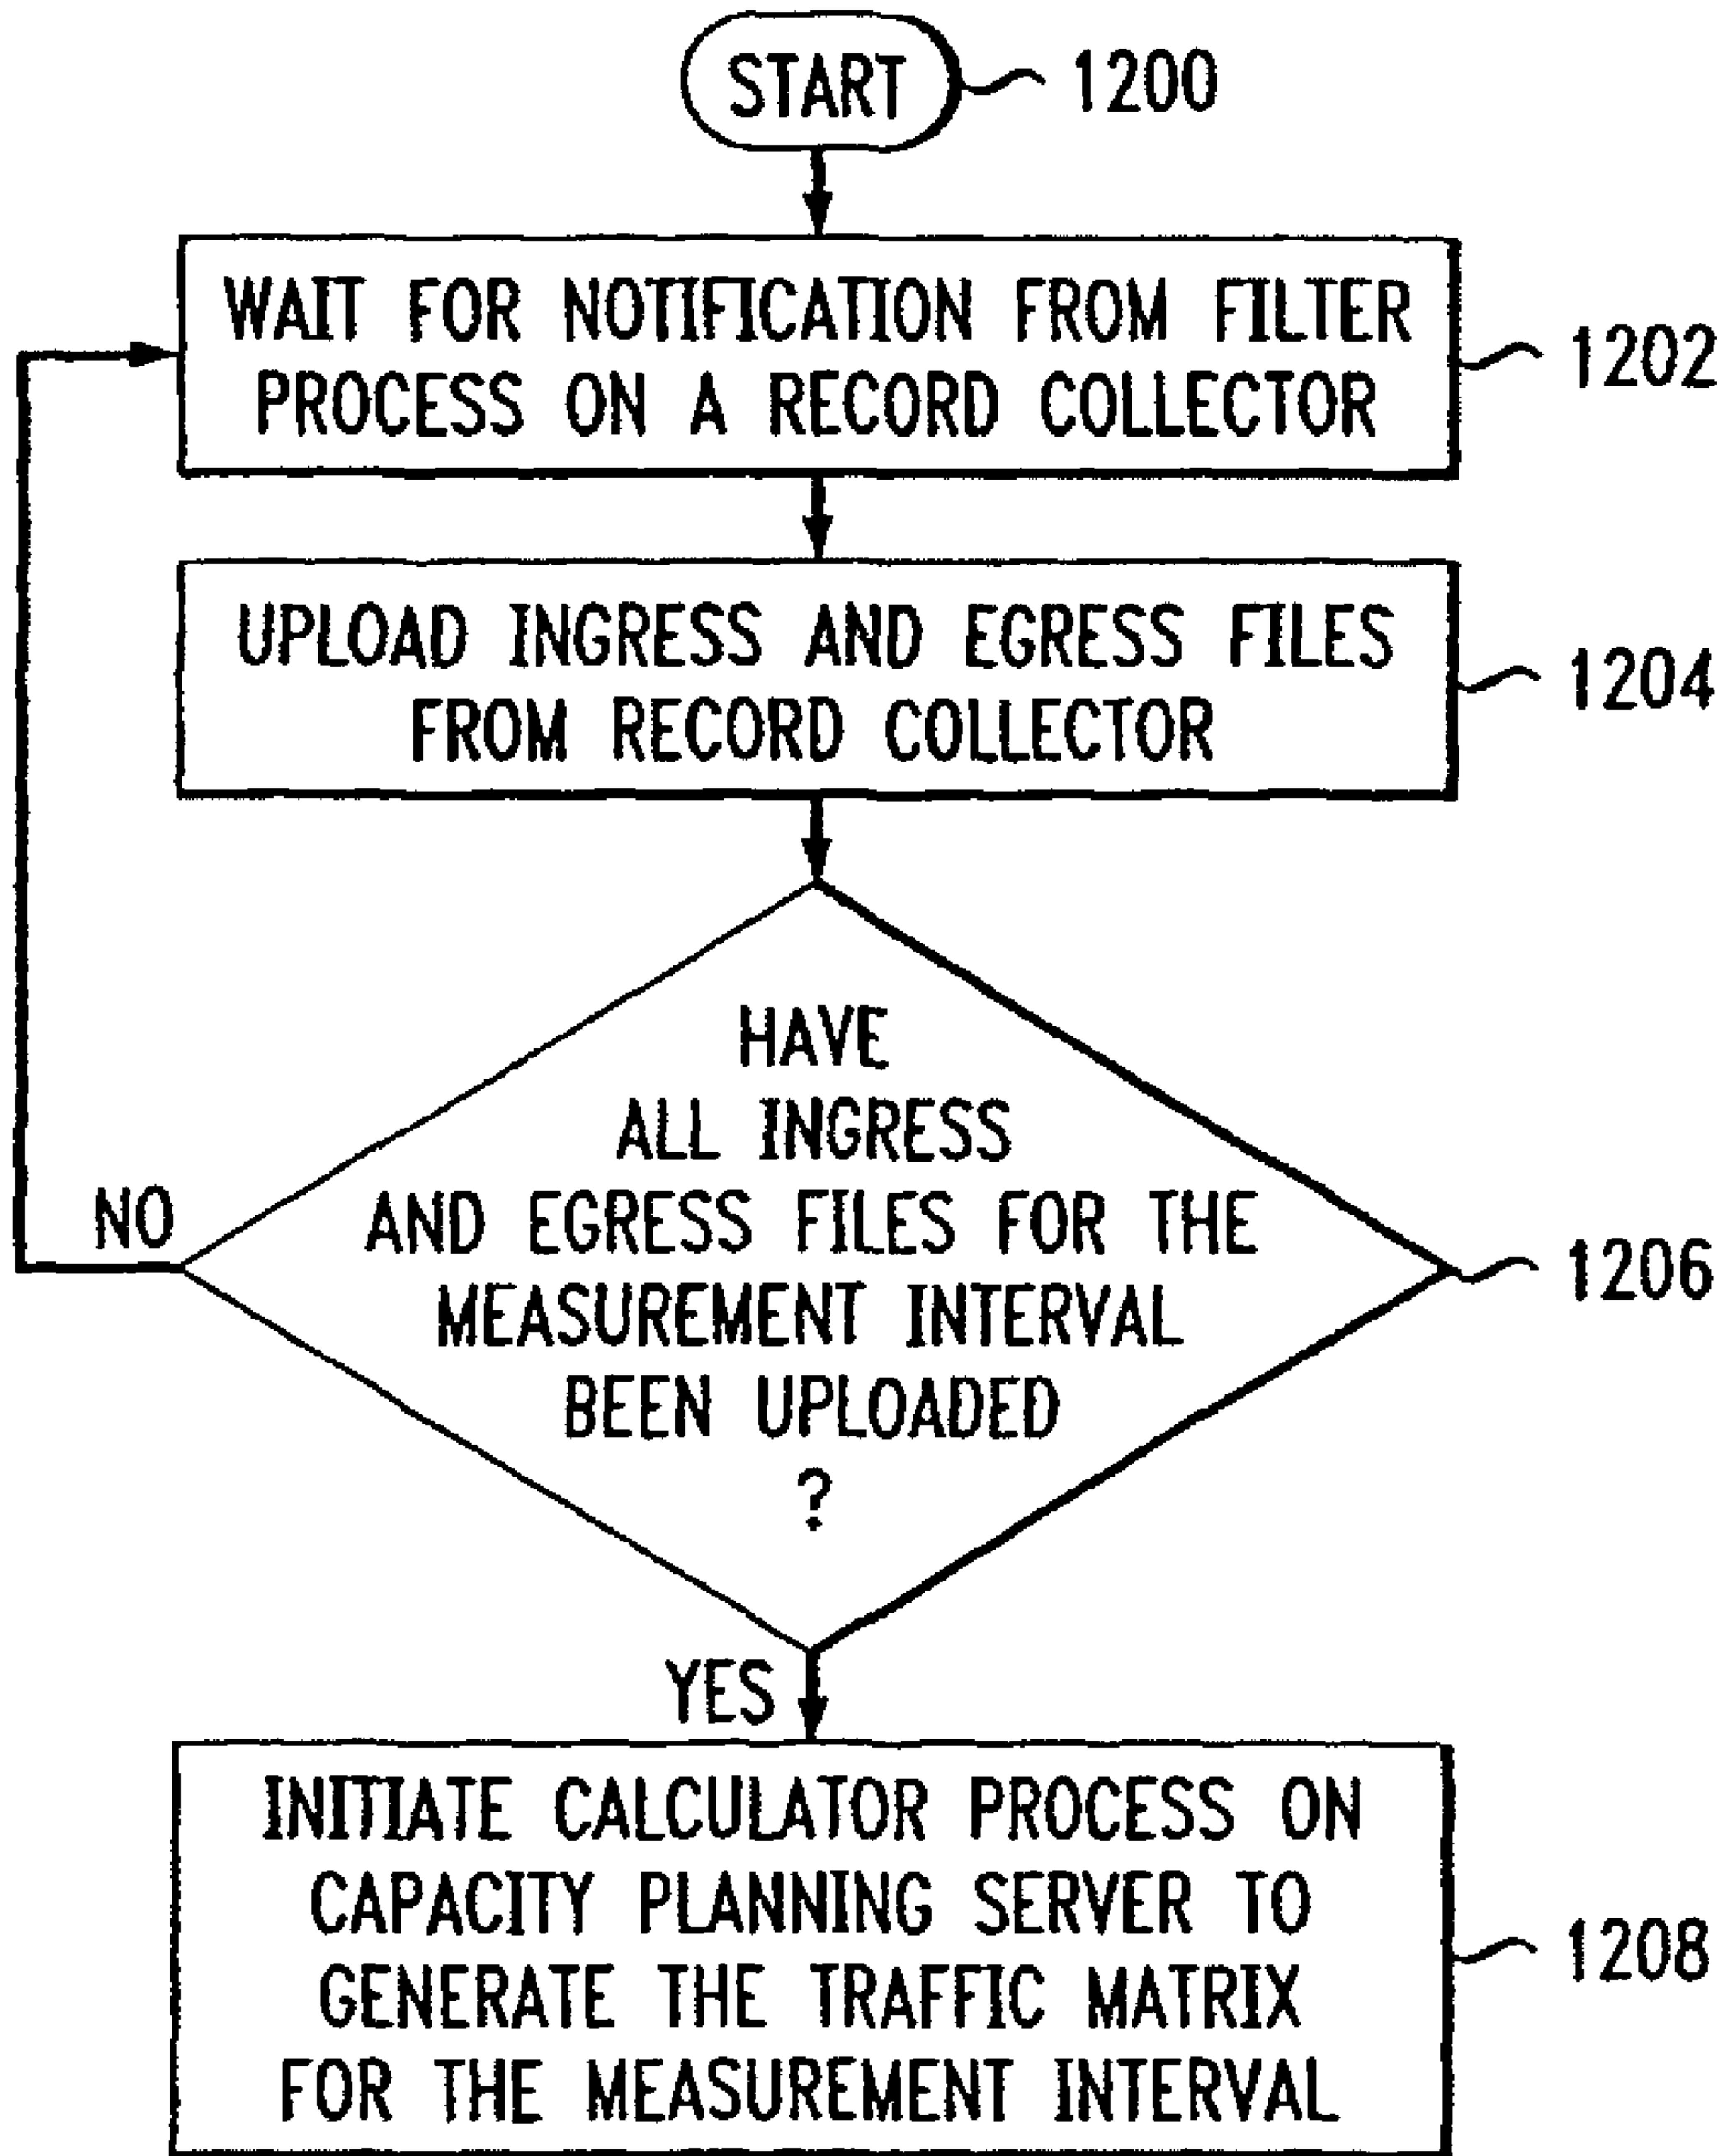 START
1200
WAIT FOR NOTIFICATION FROM FILTER
PROCESS ON A RECORD COLLECTOR
1202
UPLOAD INGRESS AND EGRESS FILES
FROM RECORD COLLECTOR
1204
HAVE
ALL INGRESS
AND EGRESS FILES FOR THE
MEASUREMENT INTERVAL
BEEN UPLOADED
?
1206
NO
YES
INITIATE CALCULATOR PROCESS ON
CAPACITY PLANNING SERVER TO
GENERATE THE TRAFFIC MATRIX
FOR THE MEASUREMENT INTERVAL
1208